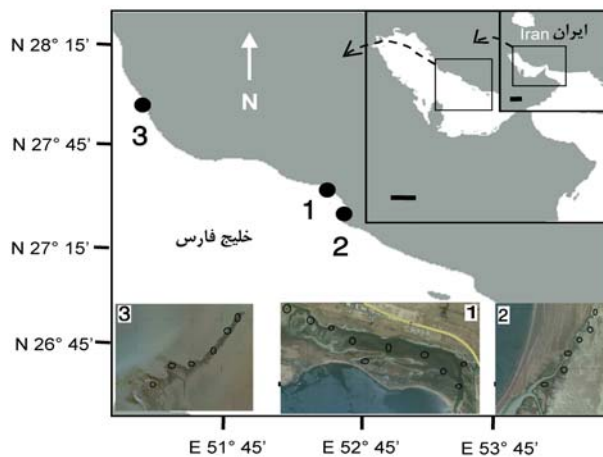 N 28° 15'
N 27° 45'
N 27° 15'
N 26° 45'
N
Iran ایران
3
1
2
خلیج فارس
3
1
2
E 51° 45'
E 52° 45'
E 53° 45'